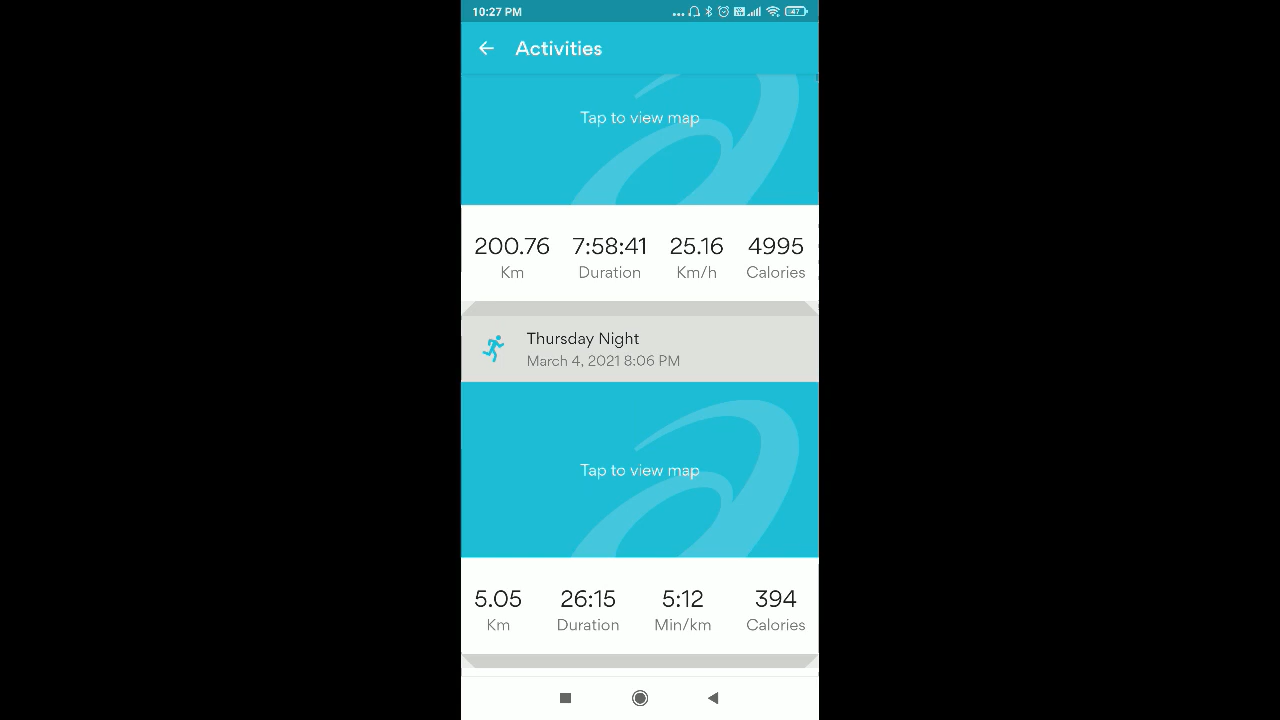 10:27 PM
47
Activities
Tap to view map
200.76 7:58:41 25.16 4995
Km Duration Km/h Calories
Thursday Night
March 4, 2021 8:06 PM
Tap to view map
5.05 26:15 5:12 394
Km Duration Min/km Calories